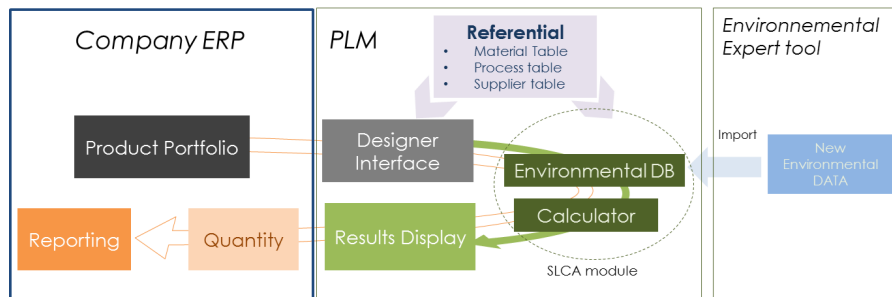 Company ERP
Product Portfolio
Reporting
Quantity
PLM
Referential
• Material Table
• Process table
• Supplier table
Designer
Interface
Environmental DB
Calculator
Results Display
SLCA module
Environnemental
Expert tool
Import
New
Environmental
DATA